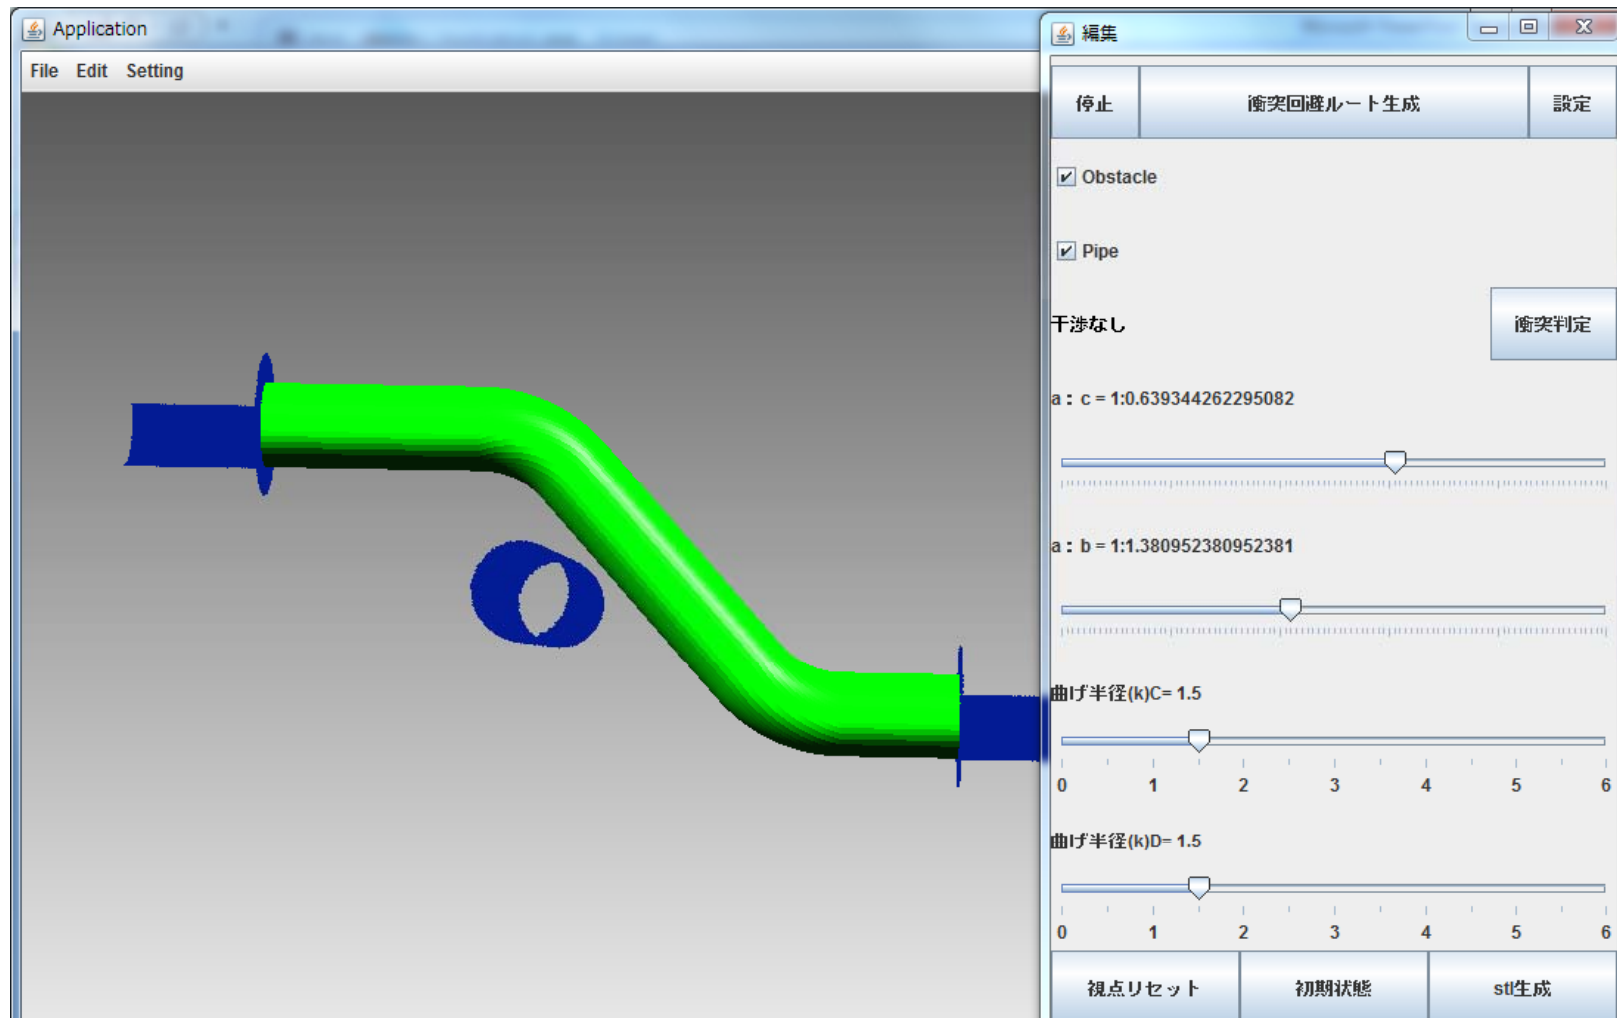 Application
File Edit Setting
編集
停止 衝突回避ルート生成 設定
Obstacle
Pipe
干渉なし 衝突判定
a : c = 1:0.639344262295082
a : b = 1:1.380952380952381
曲げ半径(k)C= 1.5
0 1 2 3 4 5 6
曲げ半径(k)D= 1.5
0 1 2 3 4 5 6
視点リセット 初期状態 stl生成